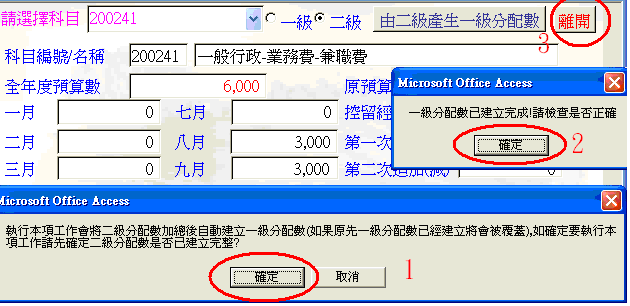 請選擇科目 200241 一級 二級 由二級產生一級分配數 離開
3
科目編號/名稱 200241 一般行政-業務費-兼職費
全年度預算數 6,000 原預算
一月 0 七月 0 控留經
二月 0 八月 3,000 第一次
三月 0 九月 3,000 第二次追加(減) 0
Microsoft Office Access
一級分配數已建立完成!請檢查是否正確
確定
2
Microsoft Office Access
執行本項工作會將二級分配數加總後自動建立一級分配數(如果原先一級分配數已經建立將會被覆蓋),如確定要執行本
項工作請先確定二級分配數是否已建立完整?
確定 取消
1